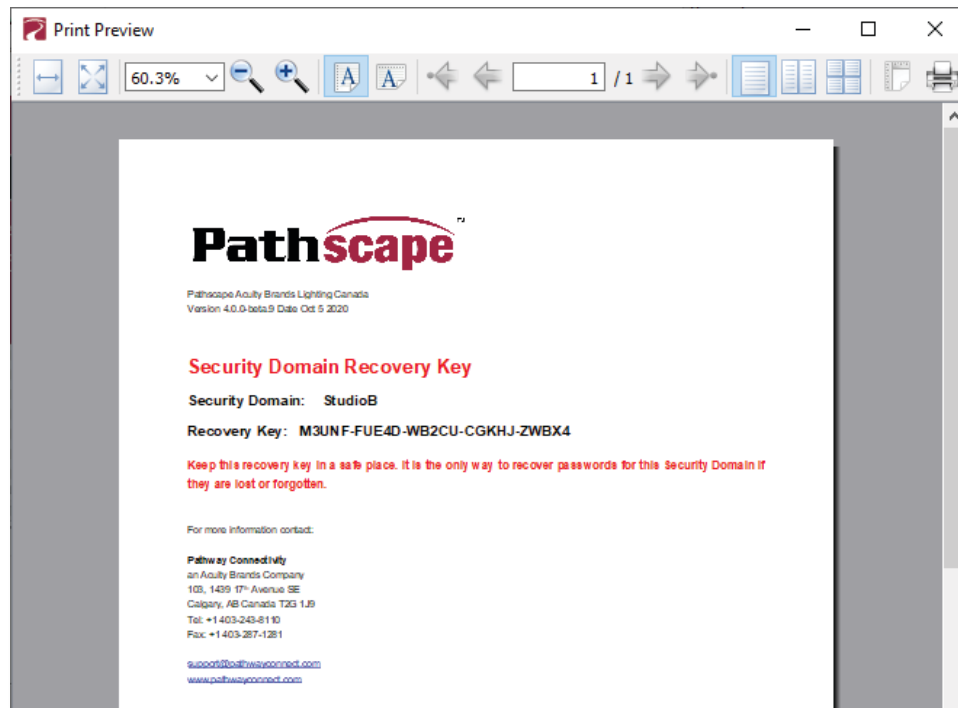 Print Preview
60.3% A A 1 / 1
Pathscape™
Pathscape Acuity Brands Lighting Canada
Version 4.0.0-beta.9 Date Oct 5 2020
Security Domain Recovery Key
Security Domain: StudioB
Recovery Key: M3UNF-FUE4D-WB2CU-CGKHJ-ZWBX4
Keep this recovery key in a safe place. It is the only way to recover passwords for this Security Domain if
they are lost or forgotten.
For more information contact:
Pathway Connectivity
an Acuity Brands Company
103, 1439 17th Avenue SE
Calgary, AB Canada T2G 1J9
Tel: +1 403-243-8110
Fax: +1 403-287-1281
support@pathwayconnect.com
www.pathwayconnect.com